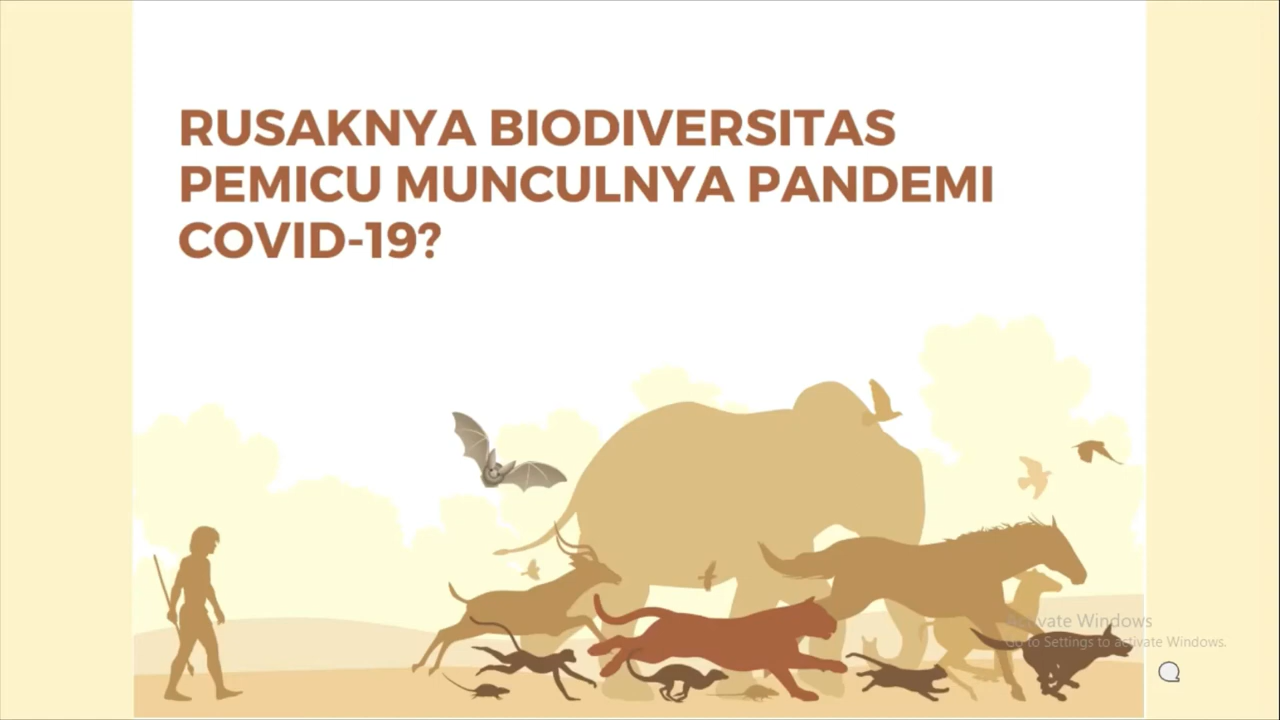 RUSAKNYA BIODIVERSITAS
PEMICU MUNCULNYA PANDEMI
COVID-19?
Activate Windows
Go to Settings to activate Windows.